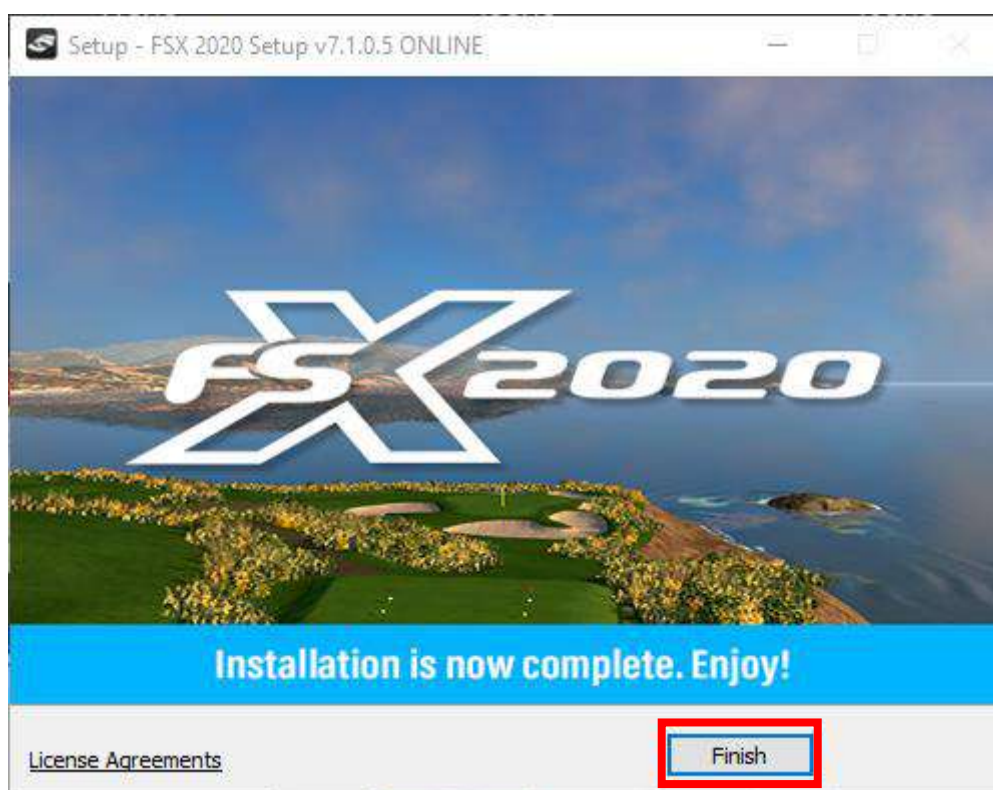 Setup - FSX 2020 Setup v7.1.0.5 ONLINE
FSX 2020
Installation is now complete. Enjoy!
License Agreements
Finish